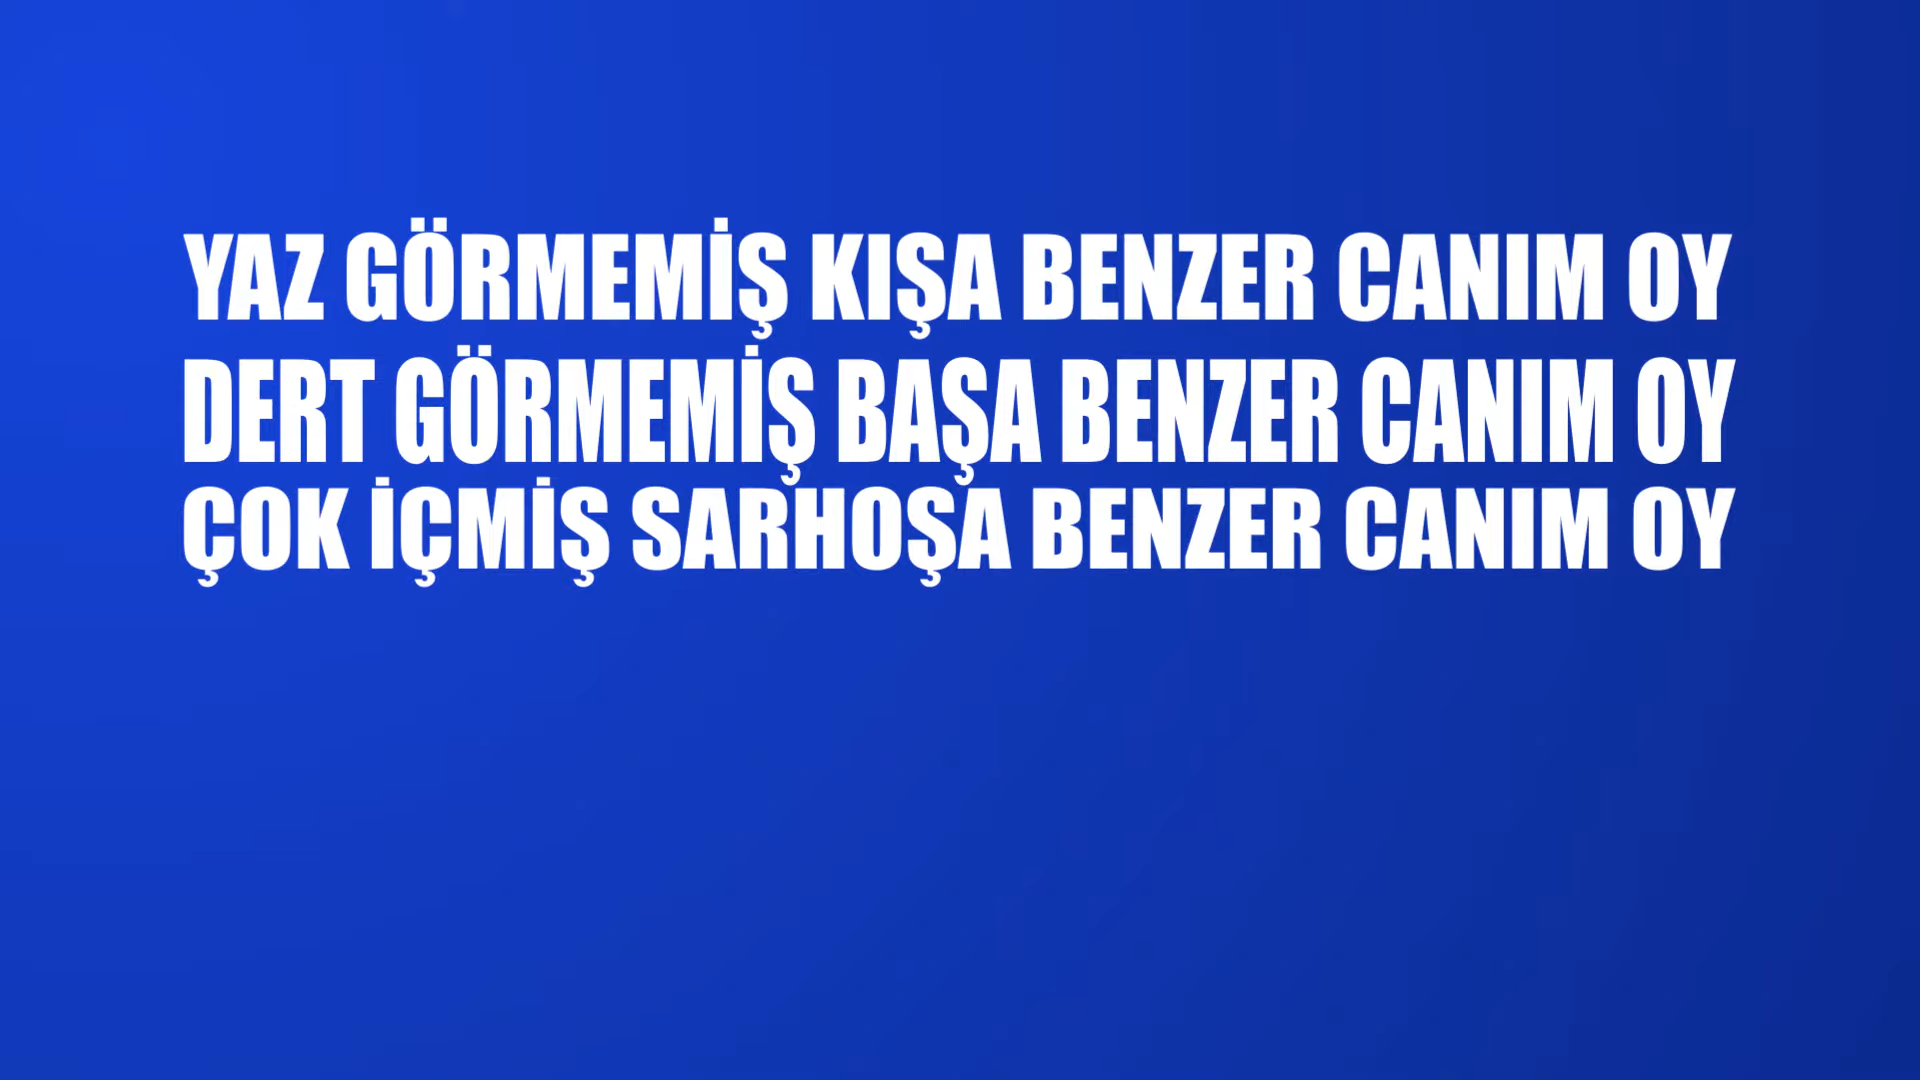 YAZ GÖRMEMİŞ KIŞA BENZER CANIM OY
DERT GÖRMEMİŞ BAŞA BENZER CANIM OY
ÇOK İÇMİŞ SARHOŞA BENZER CANIM OY